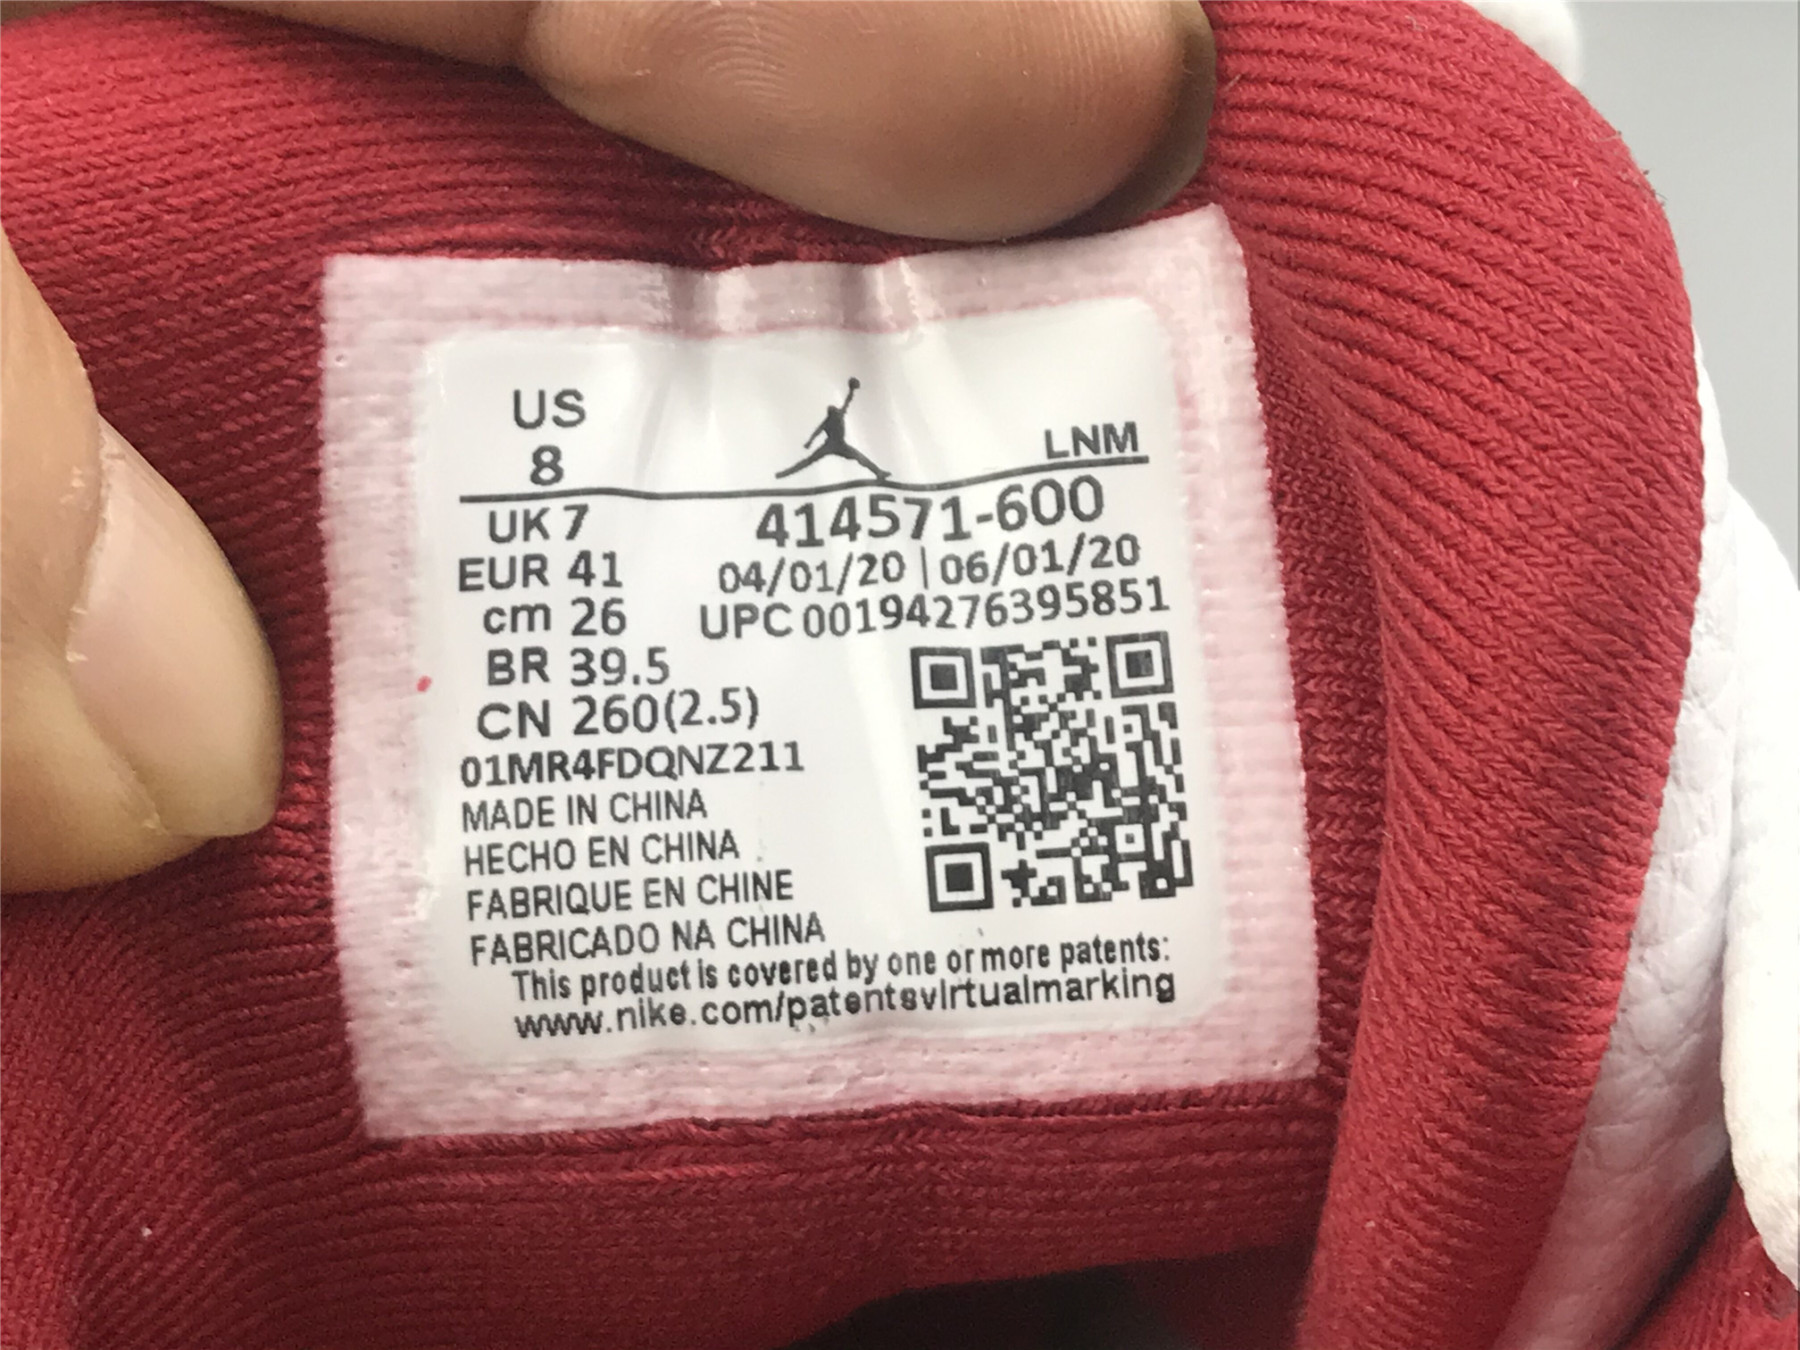 US
8
LNM
UK 7
414571-600
EUR 41
04/01/20 | 06/01/20
cm 26
UPC 00194276395851
BR 39.5
CN 260(2.5)
01MR4FDQNZ211
MADE IN CHINA
HECHO EN CHINA
FABRIQUE EN CHINE
FABRICADO NA CHINA
This product is covered by one or more patents:
www.nike.com/patentsvirtualmarking